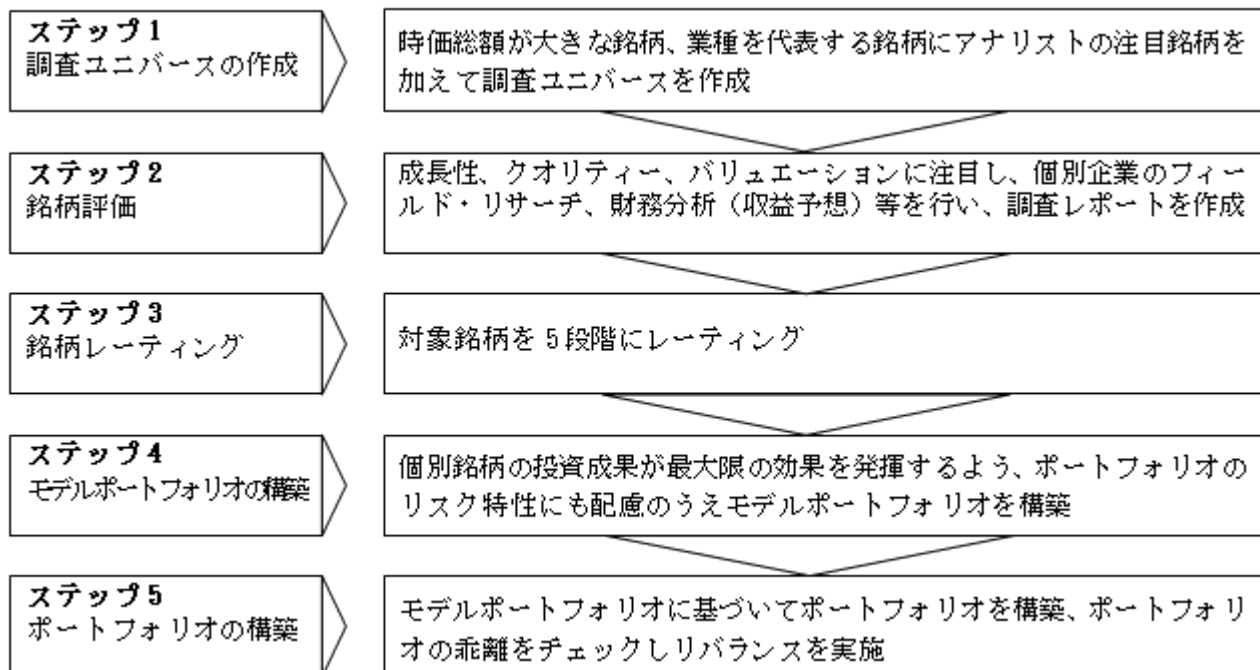 ステップ1
調査ユニバースの作成
時価総額が大きな銘柄、業種を代表する銘柄にアナリストの注目銘柄を
加えて調査ユニバースを作成
ステップ2
銘柄評価
成長性、クオリティー、バリュエーションに注目し、個別企業のフィー
ルド・リサーチ、財務分析（収益予想）等を行い、調査レポートを作成
ステップ3
銘柄レーティング
対象銘柄を5段階にレーティング
ステップ4
モデルポートフォリオの構築
個別銘柄の投資成果が最大限の効果を発揮するよう、ポートフォリオの
リスク特性にも配慮のうえモデルポートフォリオを構築
ステップ5
ポートフォリオの構築
モデルポートフォリオに基づいてポートフォリオを構築、ポートフォリ
オの乖離をチェックしリバランスを実施